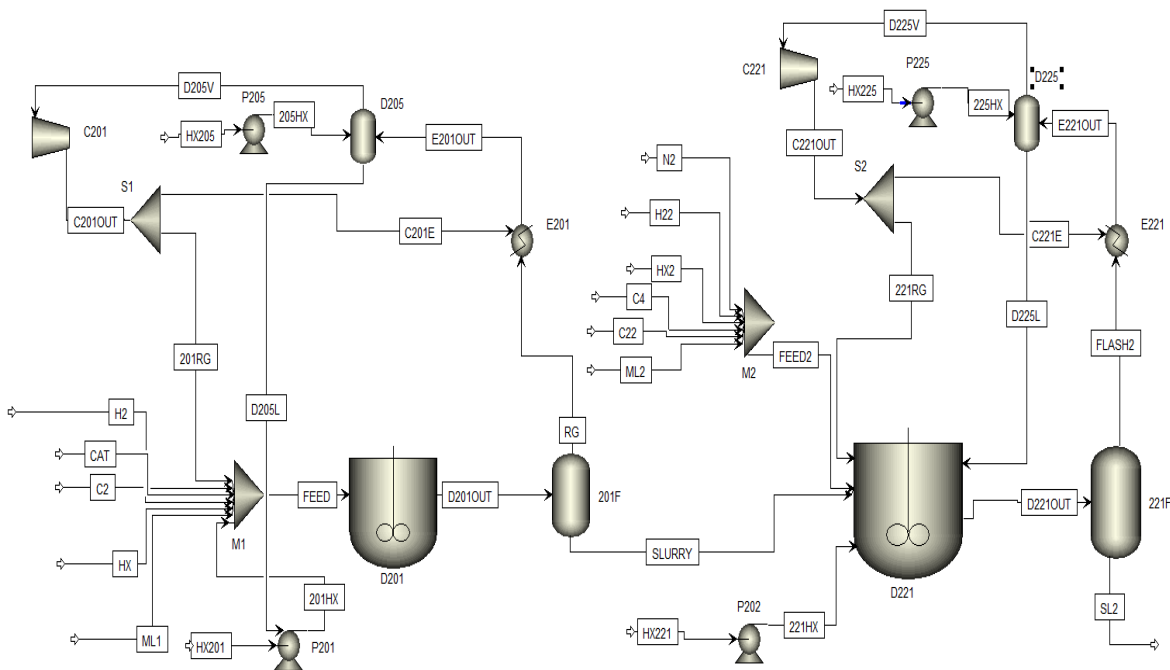 D225V
C221
P225
D225
HX225
225HX
E221OUT
C221OUT
S2
C221E
E221
221RG
D225L
FLASH2
D205V
P205
D205
205HX
HX205
E201OUT
C201
S1
C201OUT
C201E
E201
201RG
D205L
N2
H22
HX2
C4
C22
ML2
M2
FEED2
H2
CAT
C2
HX
ML1
M1
FEED
D201
D201OUT
RG
201F
SLURRY
201HX
HX201
P201
HX221
P202
221HX
D221
D221OUT
221F
SL2